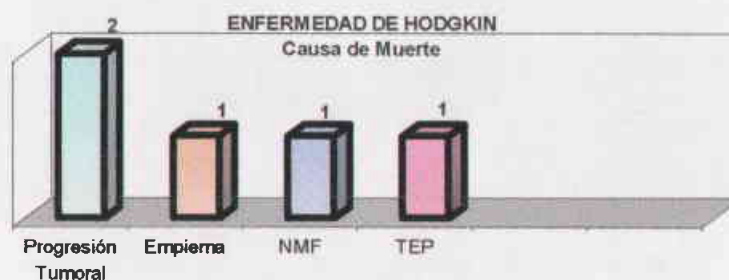 ENFERMEDAD DE HODGKIN
Causa de Muerte
2
1
1
1
Progresión Tumoral
Empiema
NMF
TEP